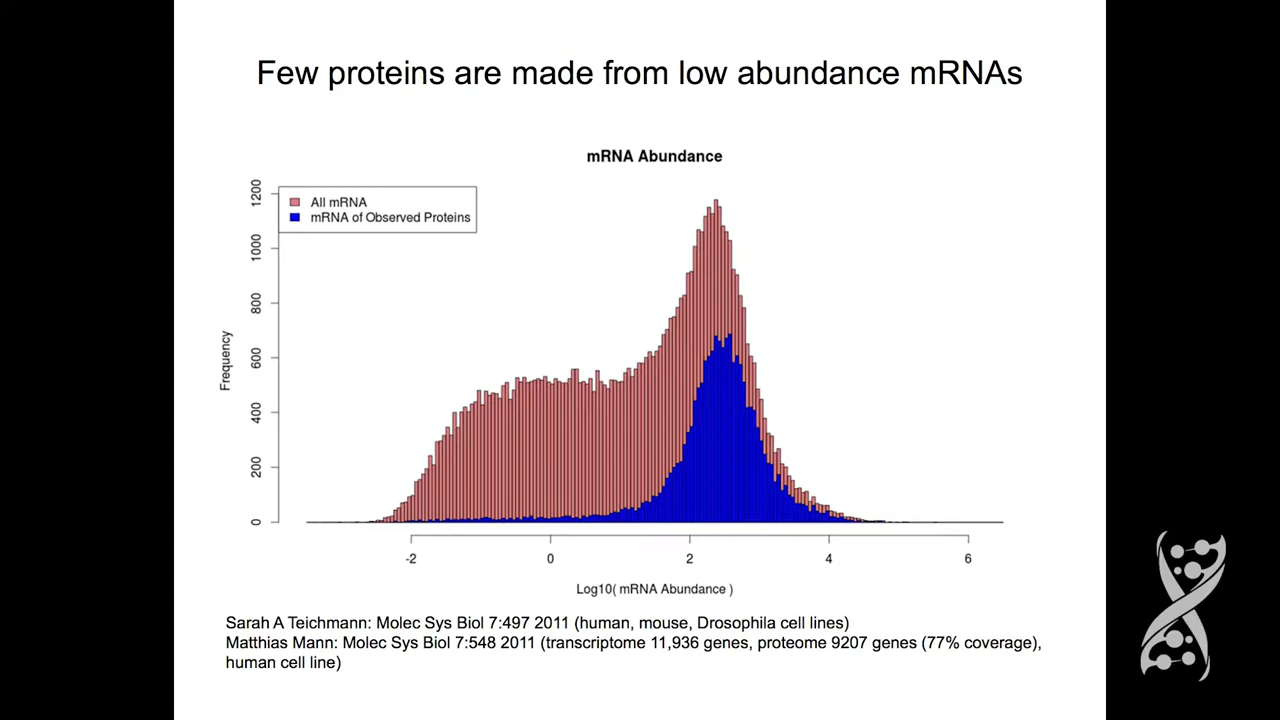 Few proteins are made from low abundance mRNAs
mRNA Abundance
All mRNA
mRNA of Observed Proteins
1200
1000
800
600
400
200
0
Frequency
-2
0
2
4
6
Log10( mRNA Abundance )
Sarah A Teichmann: Molec Sys Biol 7:497 2011 (human, mouse, Drosophila cell lines)
Matthias Mann: Molec Sys Biol 7:548 2011 (transcriptome 11,936 genes, proteome 9207 genes (77% coverage),
human cell line)